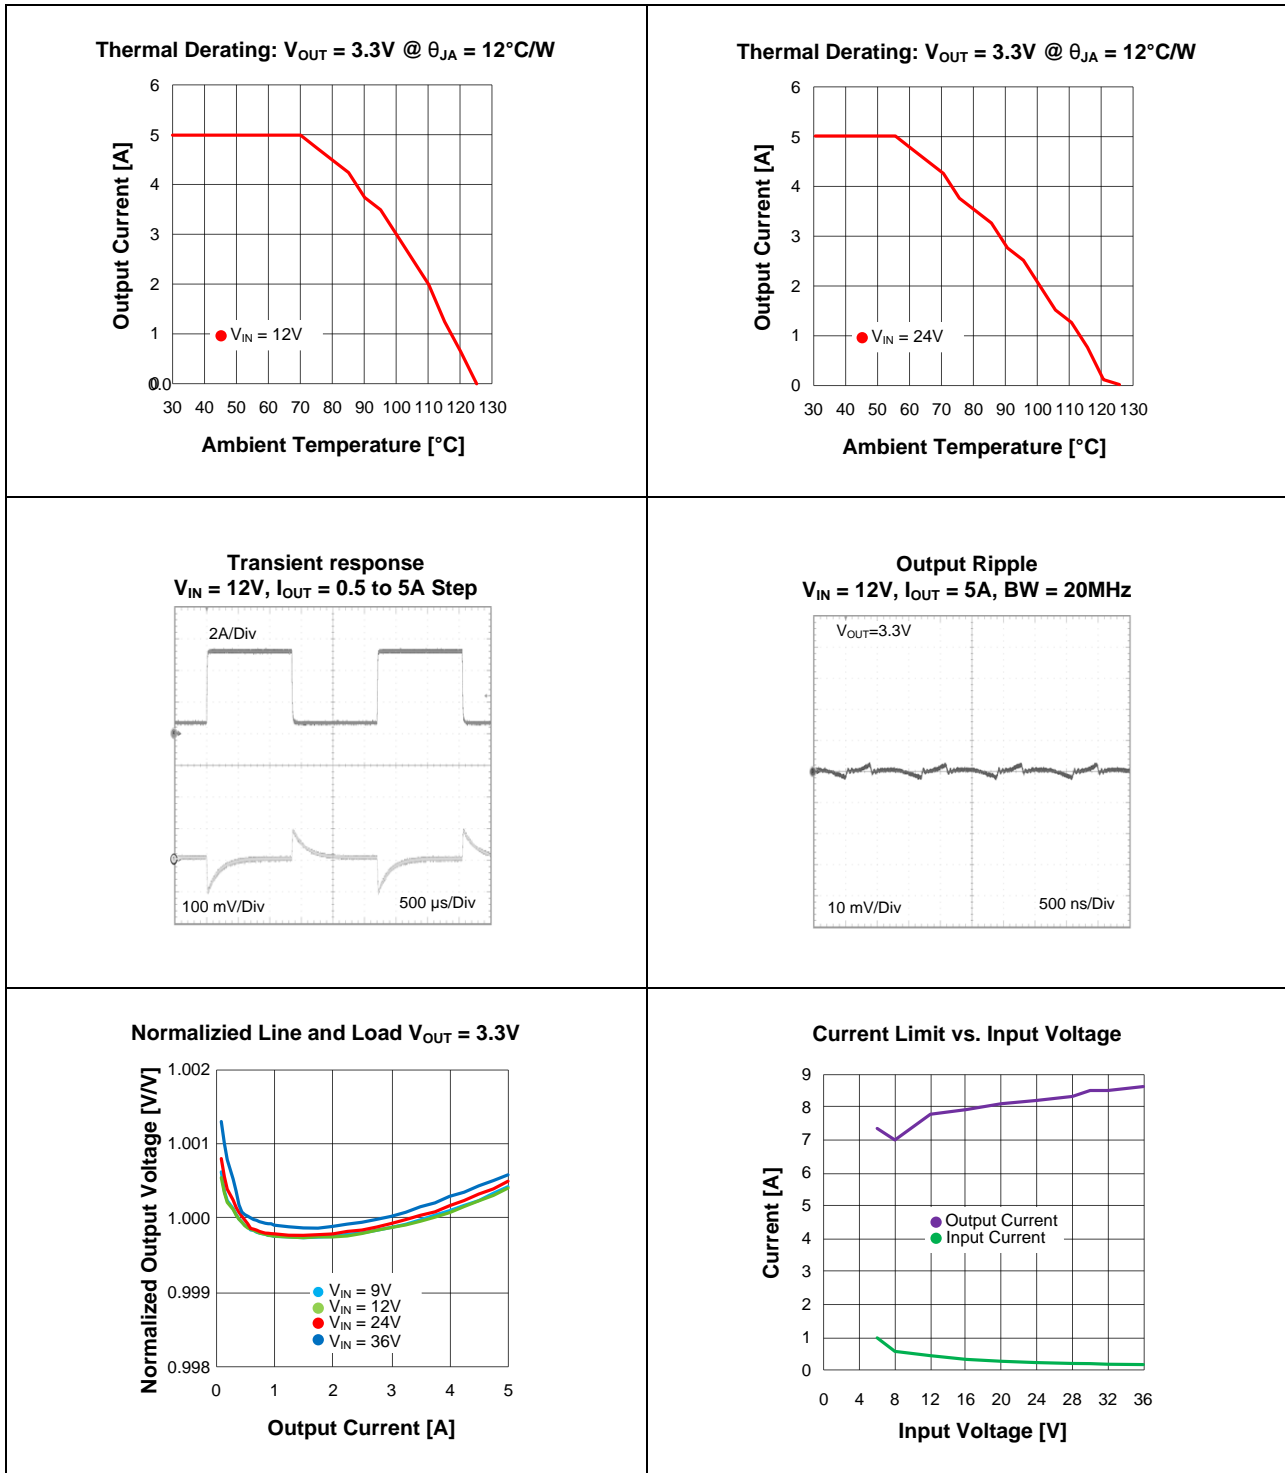 Thermal Derating: VOUT = 3.3V @ θJA = 12°C/W
Output Current [A]
6
5
4
3
2
1
0
0.0
VIN = 12V
30 40 50 60 70 80 90 100 110 120 130
Ambient Temperature [°C]
Thermal Derating: VOUT = 3.3V @ θJA = 12°C/W
Output Current [A]
6
5
4
3
2
1
0
VIN = 24V
30 40 50 60 70 80 90 100 110 120 130
Ambient Temperature [°C]
Transient response
VIN = 12V, IOUT = 0.5 to 5A Step
2A/Div
100 mV/Div
500 µs/Div
Output Ripple
VIN = 12V, IOUT = 5A, BW = 20MHz
VOUT=3.3V
10 mV/Div
500 ns/Div
Normalizied Line and Load VOUT = 3.3V
Normalized Output Voltage [V/V]
1.002
1.001
1.000
0.999
0.998
VIN = 9V
VIN = 12V
VIN = 24V
VIN = 36V
0 1 2 3 4 5
Output Current [A]
Current Limit vs. Input Voltage
Current [A]
9
8
7
6
5
4
3
2
1
0
Output Current
Input Current
0 4 8 12 16 20 24 28 32 36
Input Voltage [V]